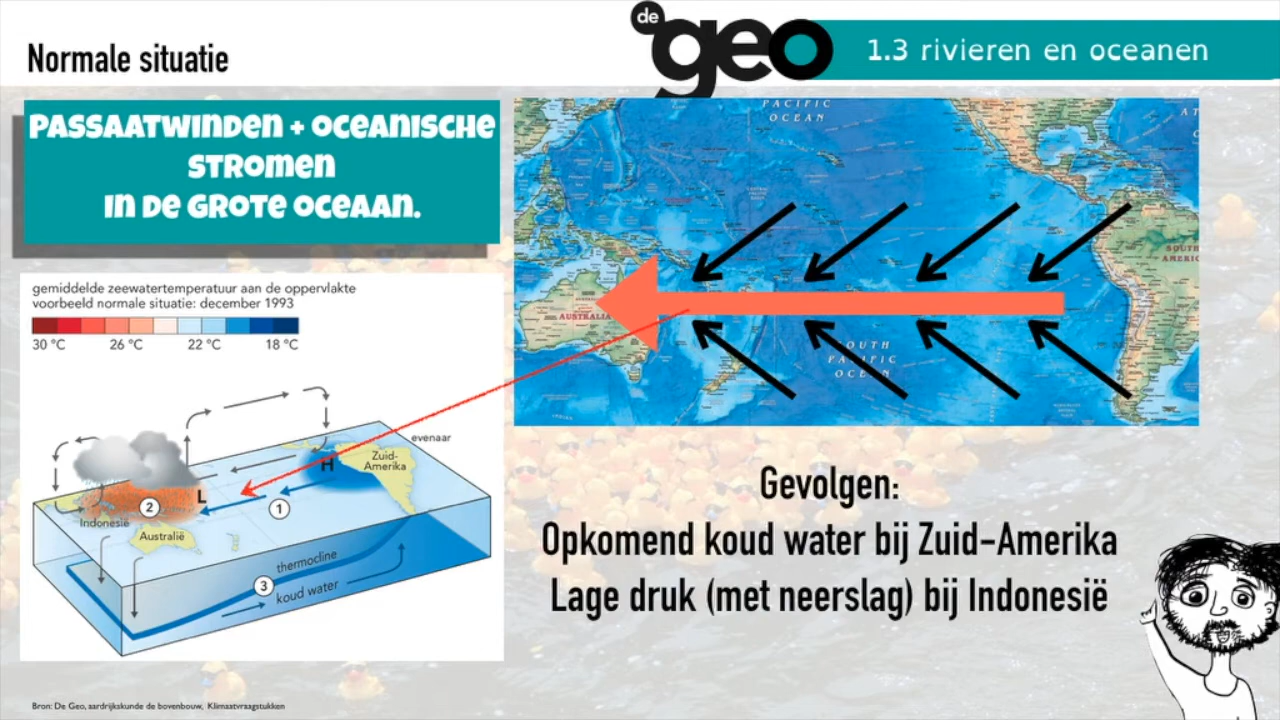 Normale situatie
de
geo
1.3 rivieren en oceanen
PASSAATWINDEN + OCEANISCHE
STROMEN
IN DE GROTE OCEAAN.
gemiddelde zeewatertemperatuur aan de oppervlakte
voorbeeld normale situatie: december 1993
30 °C 26 °C 22 °C 18 °C
evenaar
Zuid-
Amerika
H
L
1
2
Indonesië
Australië
thermocline
3
koud water
PACIFIC
OCEAN
AUSTRALIA
SOUTH
PACIFIC
OCEAN
SOUTH
AMERIC
AT
Gevolgen:
Opkomend koud water bij Zuid-Amerika
Lage druk (met neerslag) bij Indonesië
Bron: De Geo, aardrijkskunde de bovenbouw, Klimaatvraagstukken